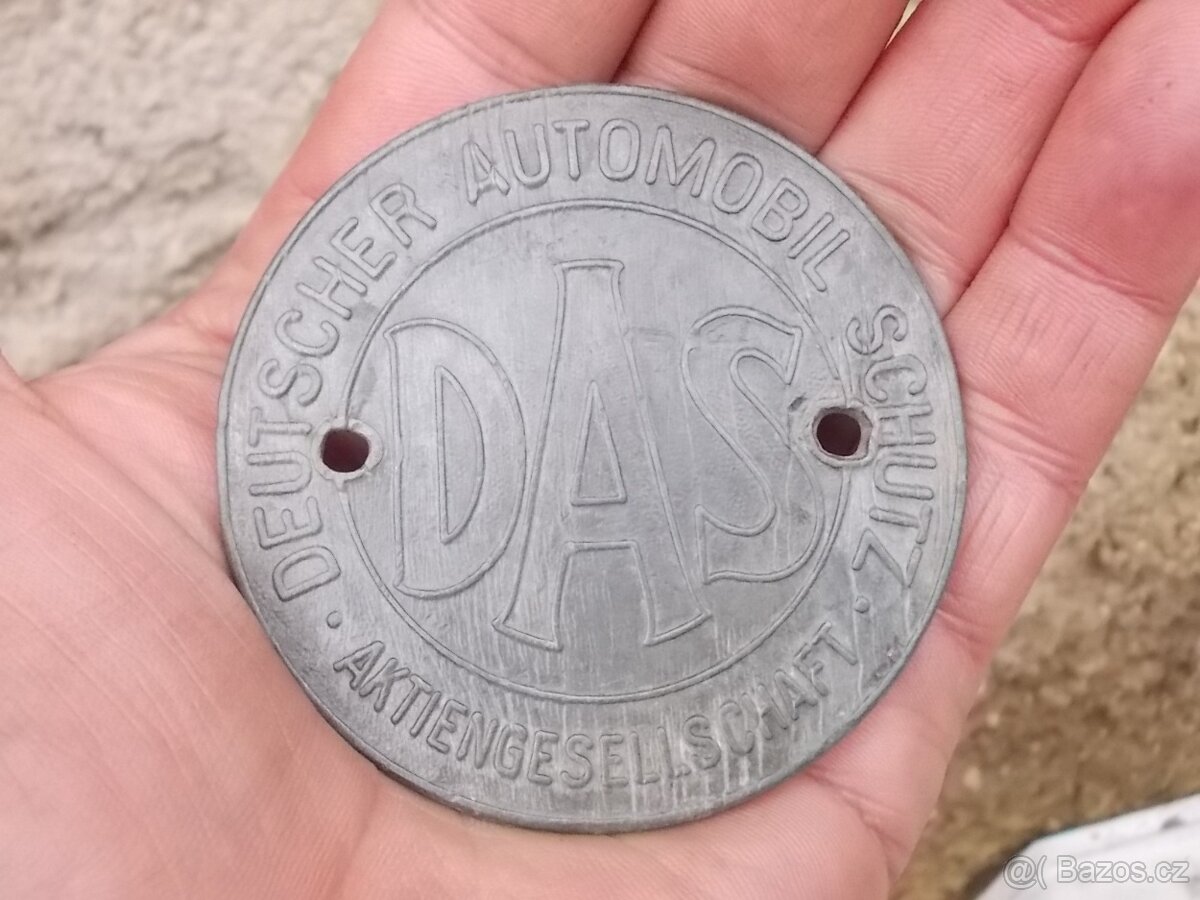 DEUTSCHER AUTOMOBIL SCHUTZ
DAS
· AKTIENGESELLSCHAFT ·
@( Bazos.cz